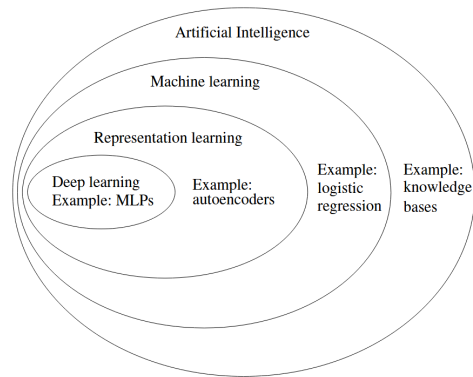 Artificial Intelligence
Machine learning
Representation learning
Deep learning
Example: MLPs
Example:
autoencoders
Example:
logistic
regression
Example:
knowledge
bases